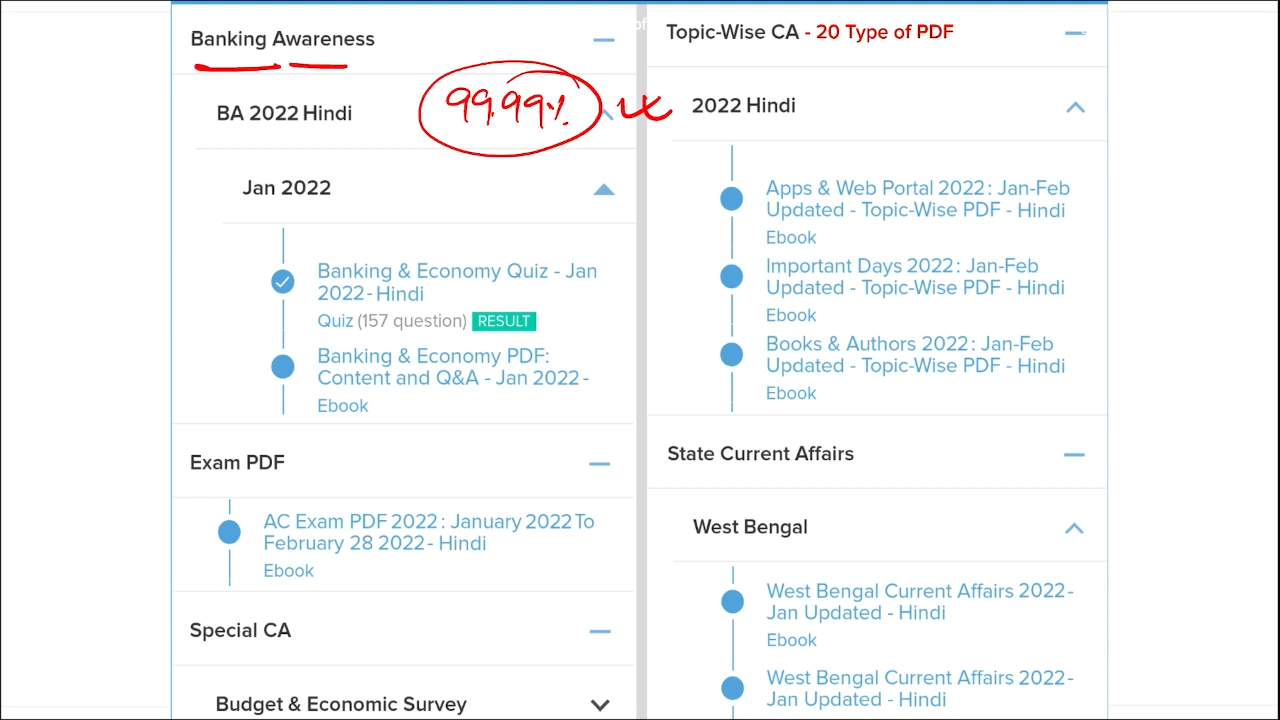 Banking Awareness
BA 2022 Hindi
99.99%
Jan 2022
Banking & Economy Quiz - Jan
2022 - Hindi
Quiz (157 question) RESULT
Banking & Economy PDF:
Content and Q&A - Jan 2022 -
Ebook
Exam PDF
AC Exam PDF 2022 : January 2022 To
February 28 2022 - Hindi
Ebook
Special CA
Budget & Economic Survey
Topic-Wise CA - 20 Type of PDF
2022 Hindi
Apps & Web Portal 2022 : Jan-Feb
Updated - Topic-Wise PDF - Hindi
Ebook
Important Days 2022 : Jan-Feb
Updated - Topic-Wise PDF - Hindi
Ebook
Books & Authors 2022 : Jan-Feb
Updated - Topic-Wise PDF - Hindi
Ebook
State Current Affairs
West Bengal
West Bengal Current Affairs 2022 -
Jan Updated - Hindi
Ebook
West Bengal Current Affairs 2022 -
Jan Updated - Hindi